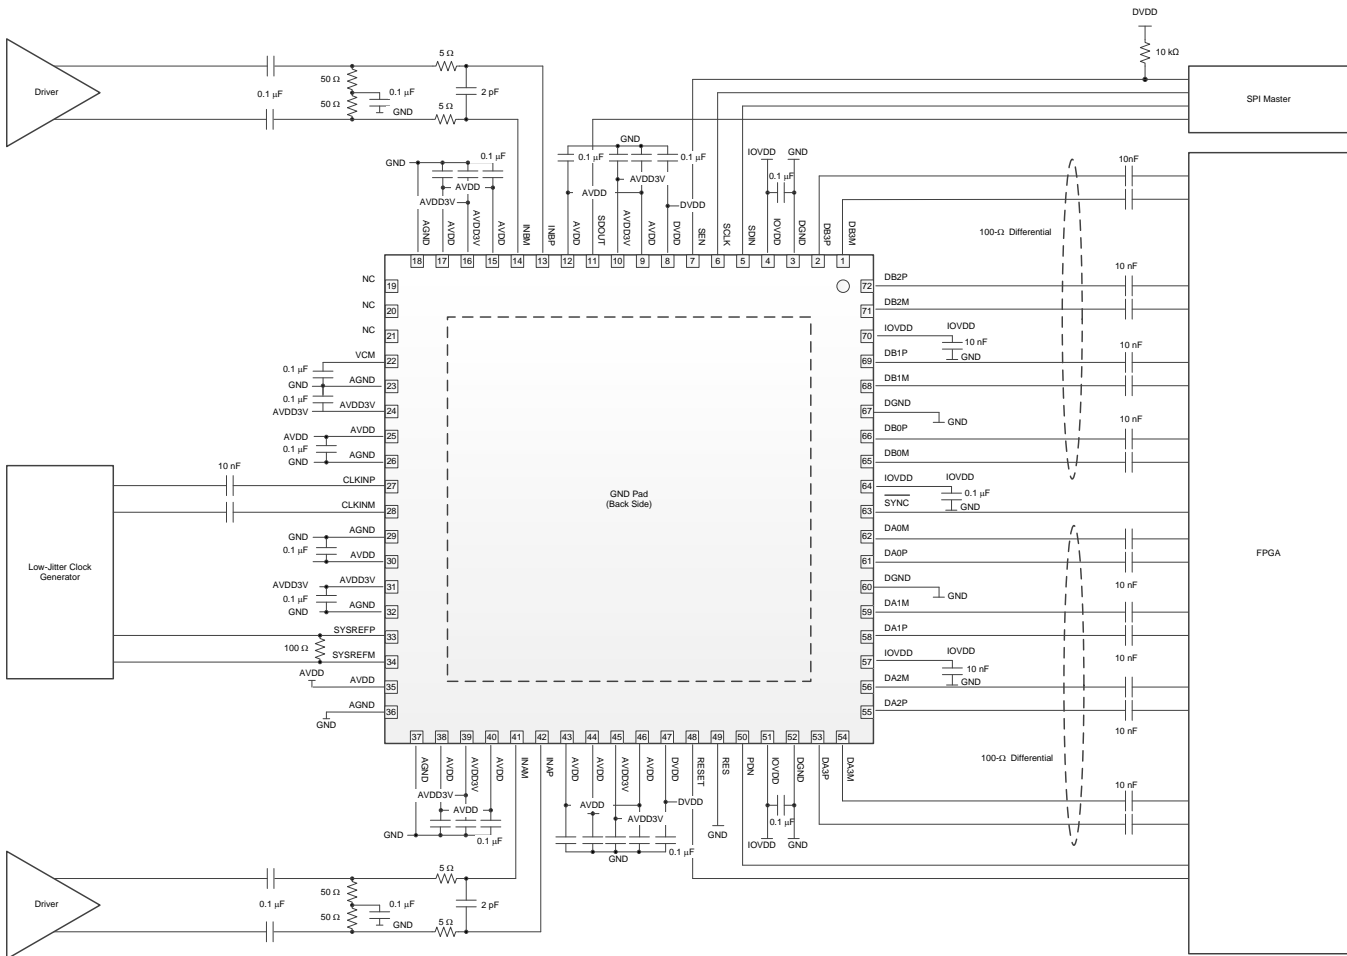 DVDD
10 kΩ
SPI Master
Driver
5 Ω
50 Ω
0.1 µF
0.1 µF
50 Ω
GND
2 pF
5 Ω
GND
0.1 µF
AVDD
AVDD3V
GND
0.1 µF
0.1 µF
AVDD
DVDD
IOVDD
GND
0.1 µF
10nF
100-Ω Differential
AGND
AVDD
AVDD3V
AVDD
INBM
INBP
AVDD
SDOUT
AVDD3V
AVDD
DVDD
SEN
SCLK
SDIN
IOVDD
DGND
DB3P
DB3M
18
17
16
15
14
13
12
11
10
9
8
7
6
5
4
3
2
1
NC
19
NC
20
NC
21
VCM
22
0.1 µF
GND
AGND
23
0.1 µF
AVDD3V
AVDD3V
24
AVDD
AVDD
25
0.1 µF
GND
AGND
26
10 nF
CLKINP
27
CLKINM
28
GND
AGND
29
0.1 µF
AVDD
30
AVDD3V
AVDD3V
31
0.1 µF
GND
AGND
32
SYSREFP
33
100 Ω
SYSREFM
34
AVDD
AVDD
35
AGND
36
GND
Low-Jitter Clock
Generator
GND Pad
(Back Side)
72
DB2P
10 nF
71
DB2M
70
IOVDD
IOVDD
10 nF
GND
69
DB1P
10 nF
68
DB1M
67
DGND
GND
66
DB0P
10 nF
65
DB0M
64
IOVDD
IOVDD
0.1 µF
GND
63
SYNC
62
DA0M
61
DA0P
10 nF
60
DGND
GND
59
DA1M
58
DA1P
10 nF
57
IOVDD
IOVDD
10 nF
GND
56
DA2M
55
DA2P
10 nF
FPGA
37
38
39
40
41
42
43
44
45
46
47
48
49
50
51
52
53
54
AGND
AVDD
AVDD3V
AVDD
INAM
INAP
AVDD
AVDD
AVDD3V
AVDD
DVDD
RESET
RES
PDN
IOVDD
DGND
DA3P
DA3M
100-Ω Differential
10 nF
AVDD3V
AVDD
GND
0.1 µF
AVDD
DVDD
AVDD3V
GND
0.1 µF
GND
0.1 µF
IOVDD
GND
Driver
5 Ω
50 Ω
0.1 µF
0.1 µF
50 Ω
GND
2 pF
5 Ω